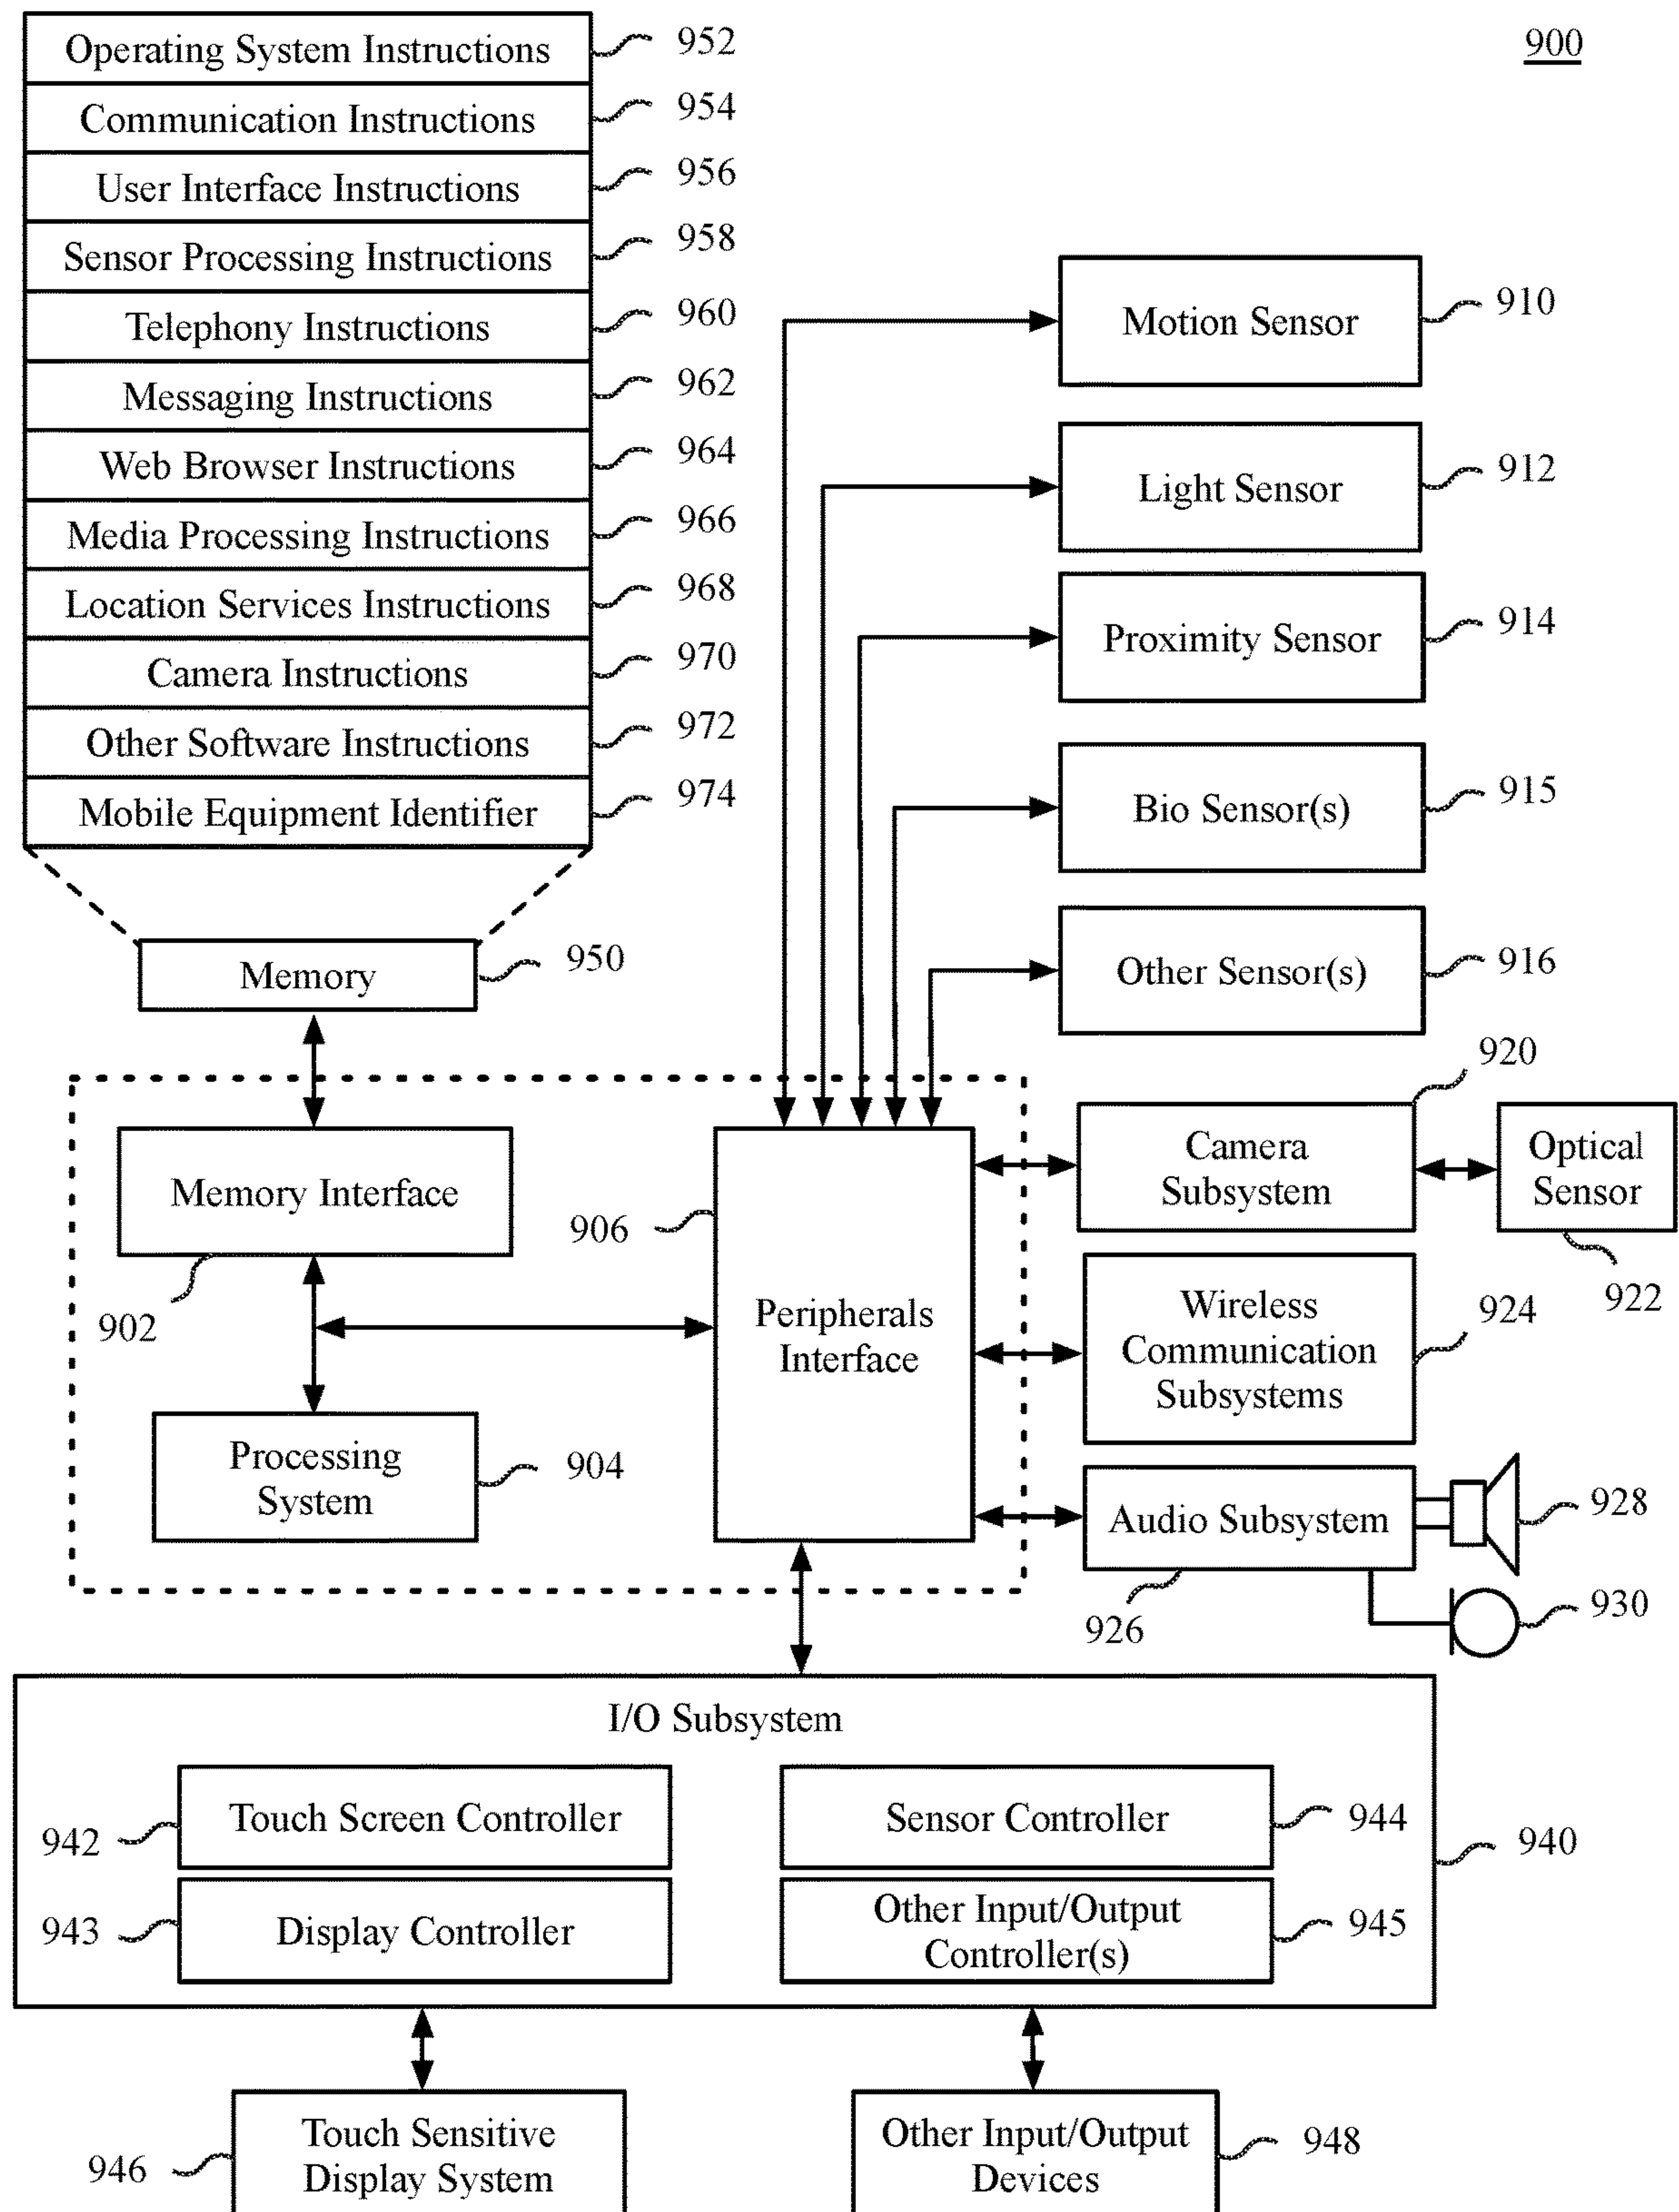 900
Operating System Instructions 952
Communication Instructions 954
User Interface Instructions 956
Sensor Processing Instructions 958
Telephony Instructions 960
Messaging Instructions 962
Web Browser Instructions 964
Media Processing Instructions 966
Location Services Instructions 968
Camera Instructions 970
Other Software Instructions 972
Mobile Equipment Identifier 974
Memory 950
Motion Sensor 910
Light Sensor 912
Proximity Sensor 914
Bio Sensor(s) 915
Other Sensor(s) 916
Memory Interface
902
Processing
System
904
906
Peripherals
Interface
920
Camera
Subsystem
Optical
Sensor
922
Wireless
Communication
Subsystems
924
Audio Subsystem
926
928
930
I/O Subsystem
940
942 Touch Screen Controller
Sensor Controller 944
943 Display Controller
Other Input/Output
Controller(s)
945
Touch Sensitive
Display System
946
Other Input/Output
Devices
948